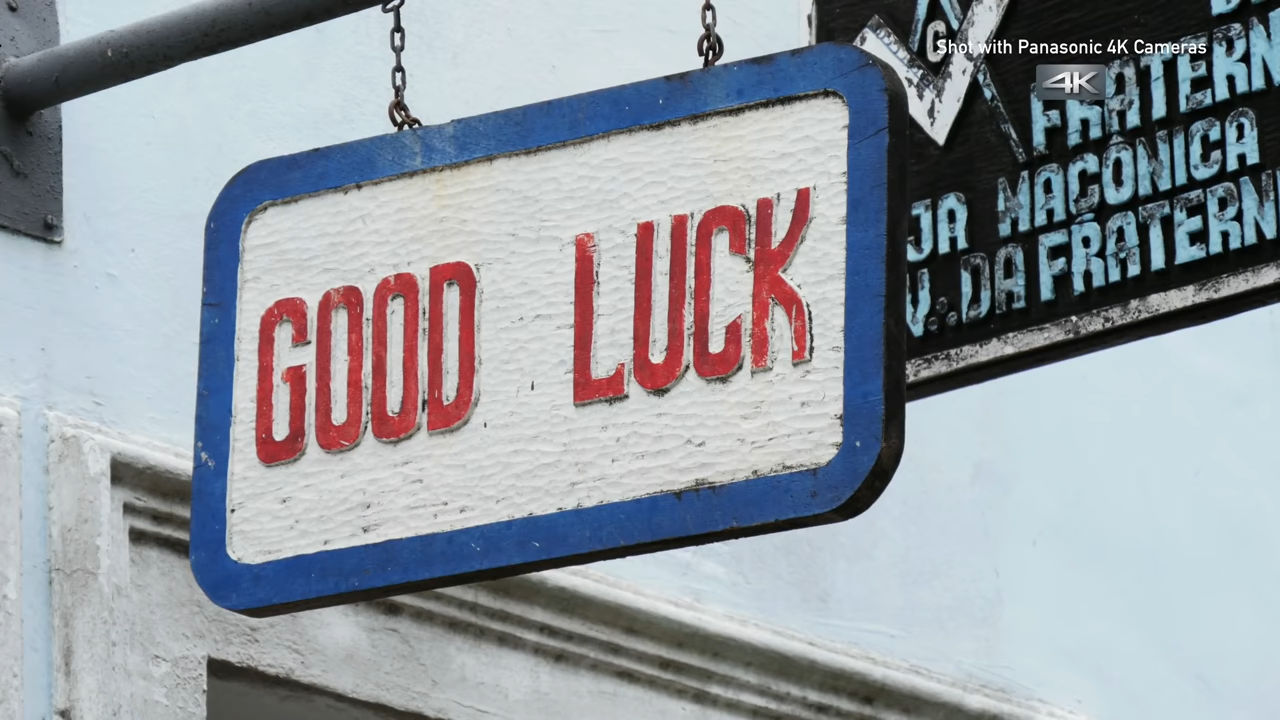 Shot with Panasonic 4K Cameras
4K
GOOD LUCK
G
FRATERN
JA MAÇÔNICA
V∴DA FRATERN